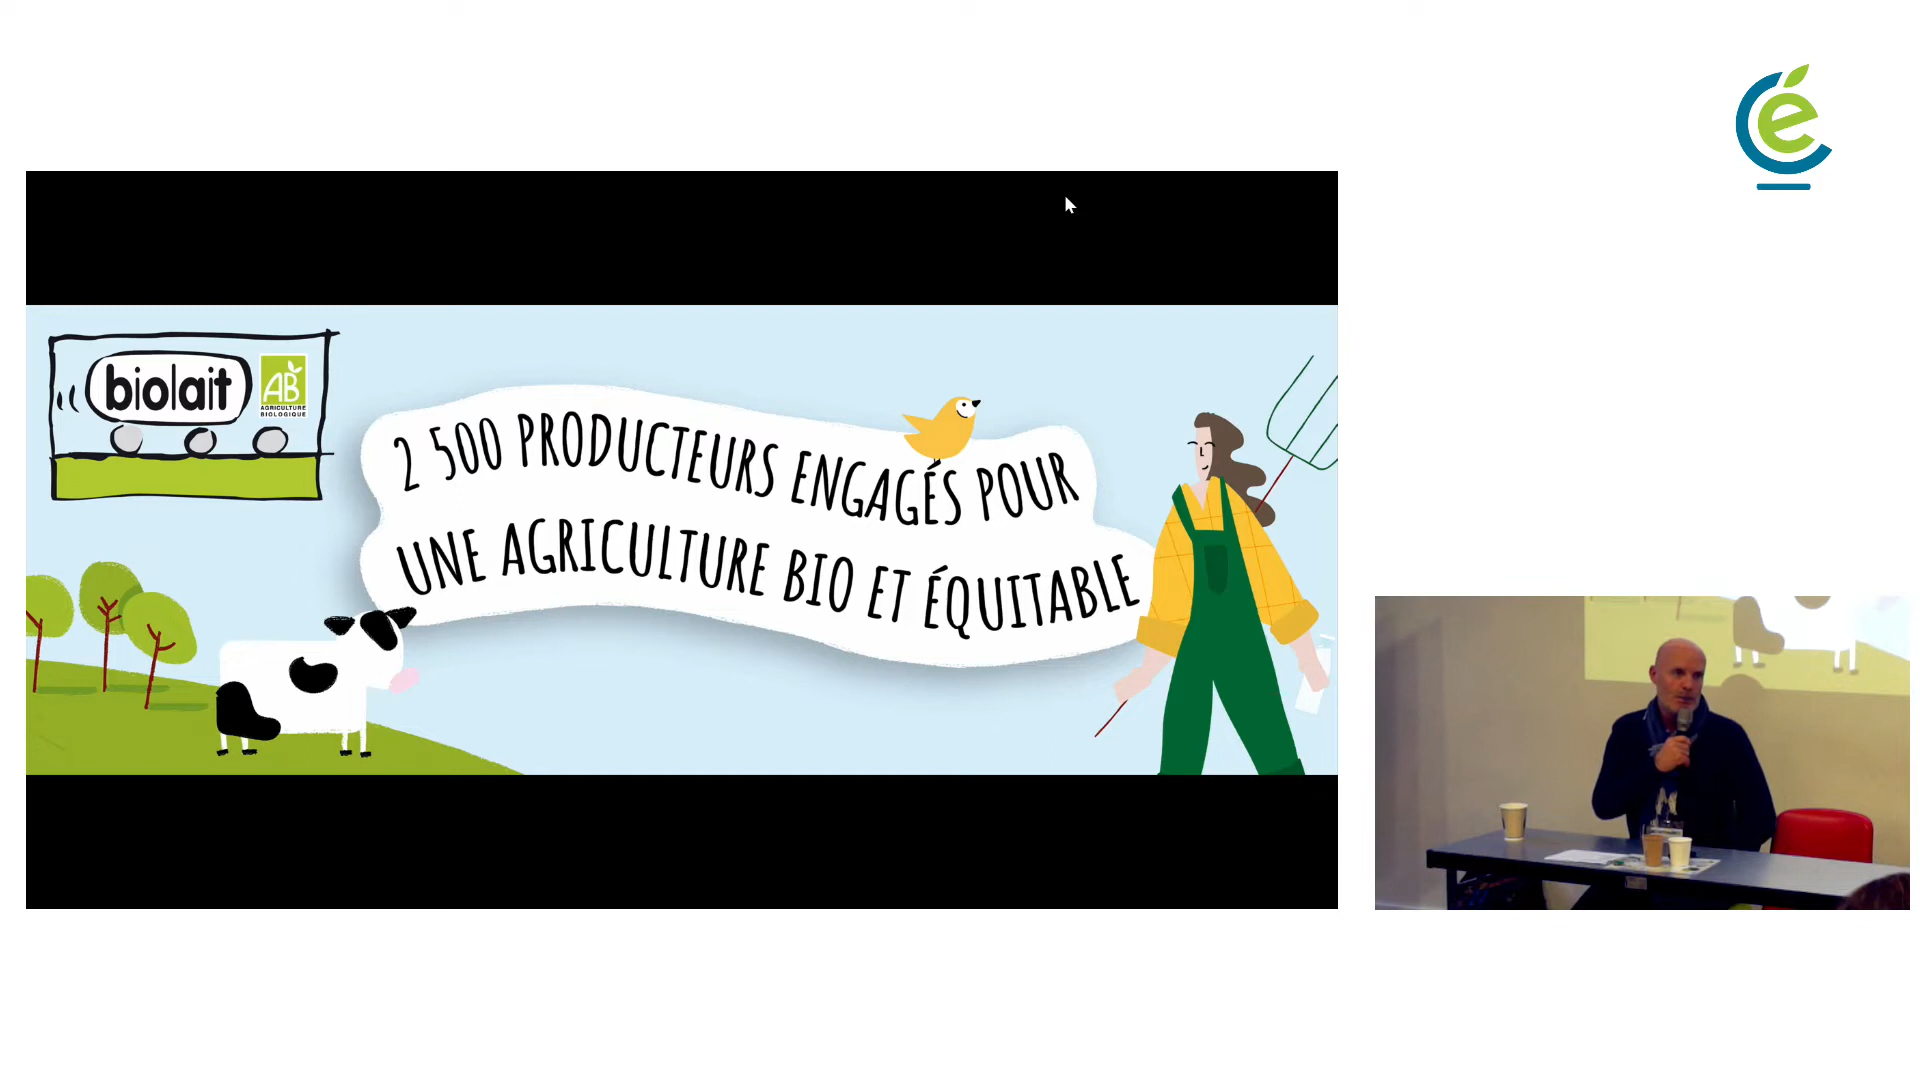 biolait
AB
AGRICULTURE
BIOLOGIQUE
2 500 PRODUCTEURS ENGAGÉS POUR
UNE AGRICULTURE BIO ET ÉQUITABLE